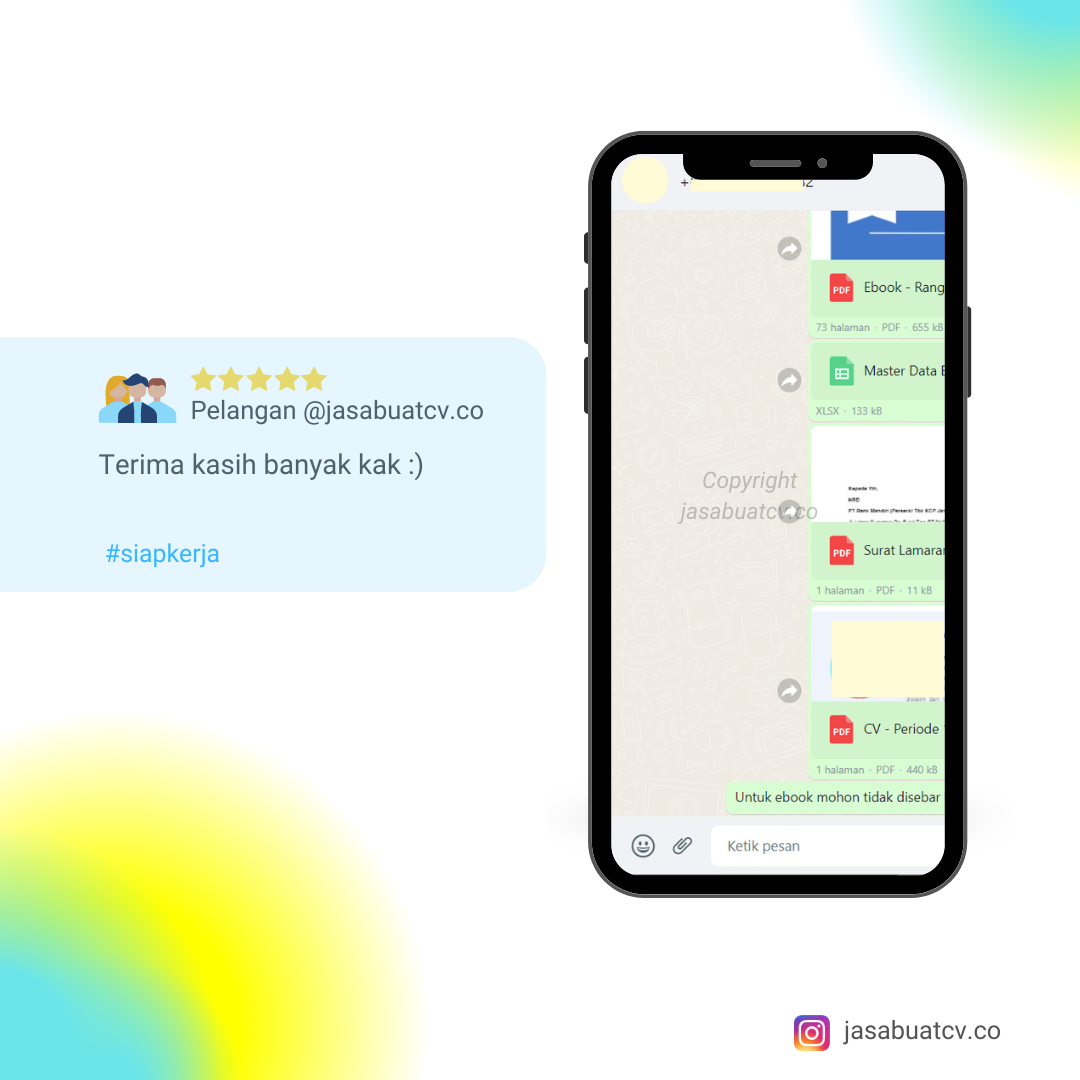 Pelangan @jasabuatcv.co
Terima kasih banyak kak :)
#siapkerja
PDF
Ebook - Rang
73 halaman · PDF · 655 kB
Master Data
XLSX · 133 kB
Copyright
jasabuatcv.co
Kepada Yth,
HRD
PT Bank Mandiri (Persero) Tbk KCP
PDF
Surat Lamaran
1 halaman · PDF · 11 kB
PDF
CV - Periode
1 halaman · PDF · 440 kB
Untuk ebook mohon tidak disebar
Ketik pesan
jasabuatcv.co